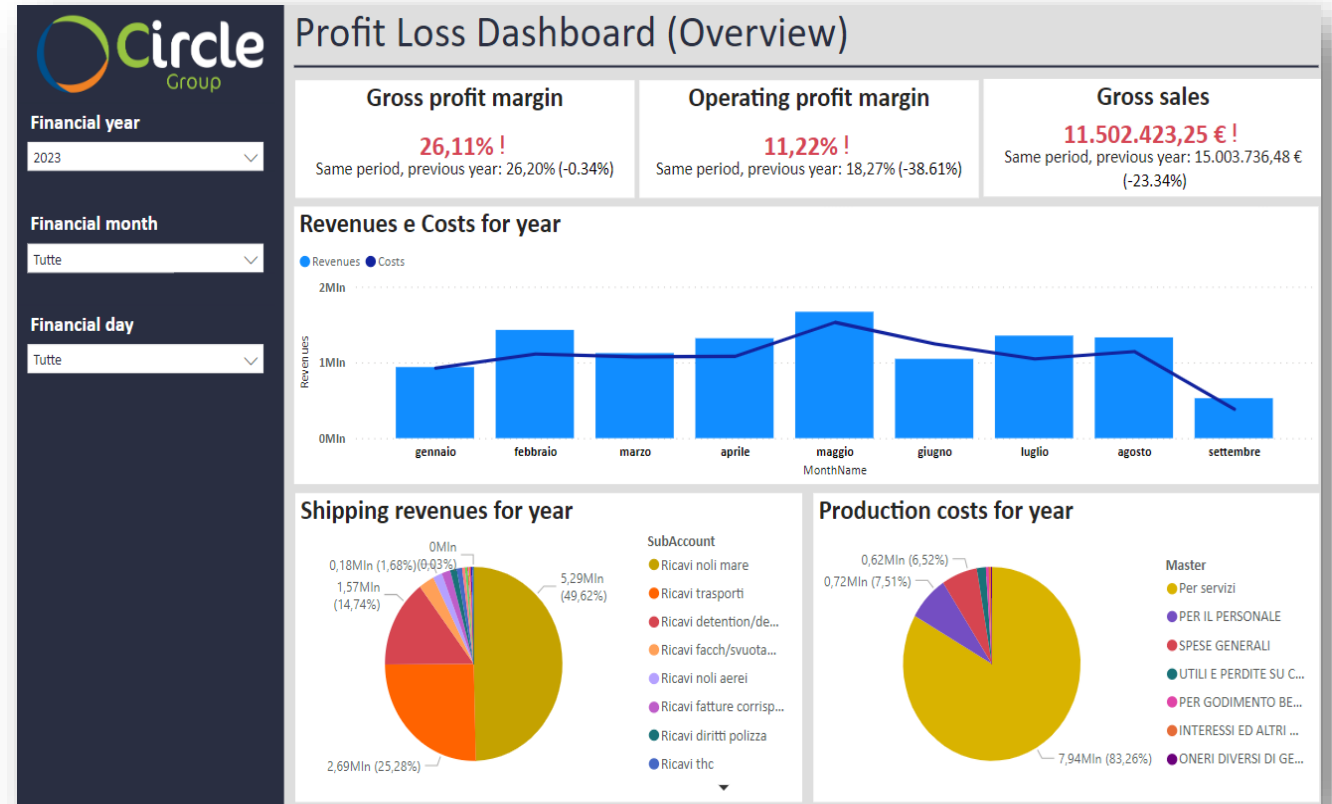 Circle
Group
Financial year
2023
Financial month
Tutte
Financial day
Tutte
Profit Loss Dashboard (Overview)
Gross profit margin
26,11% !
Same period, previous year: 26,20% (-0.34%)
Operating profit margin
11,22% !
Same period, previous year: 18,27% (-38.61%)
Gross sales
11.502.423,25 € !
Same period, previous year: 15.003.736,48 €
(-23.34%)
Revenues e Costs for year
Revenues Costs
2Mln
1Mln
0Mln
Revenues
gennaio febbraio marzo aprile maggio giugno luglio agosto settembre
MonthName
Shipping revenues for year
0Mln
(0,03%)
0,18Mln (1,68%)
1,57Mln
(14,74%)
5,29Mln
(49,62%)
2,69Mln (25,28%)
SubAccount
Ricavi noli mare
Ricavi trasporti
Ricavi detention/de...
Ricavi facch/svuota...
Ricavi noli aerei
Ricavi fatture corrisp...
Ricavi diritti polizza
Ricavi thc
Production costs for year
0,62Mln (6,52%)
0,72Mln (7,51%)
7,94Mln (83,26%)
Master
Per servizi
PER IL PERSONALE
SPESE GENERALI
UTILI E PERDITE SU C...
PER GODIMENTO BE...
INTERESSI ED ALTRI ...
ONERI DIVERSI DI GE...